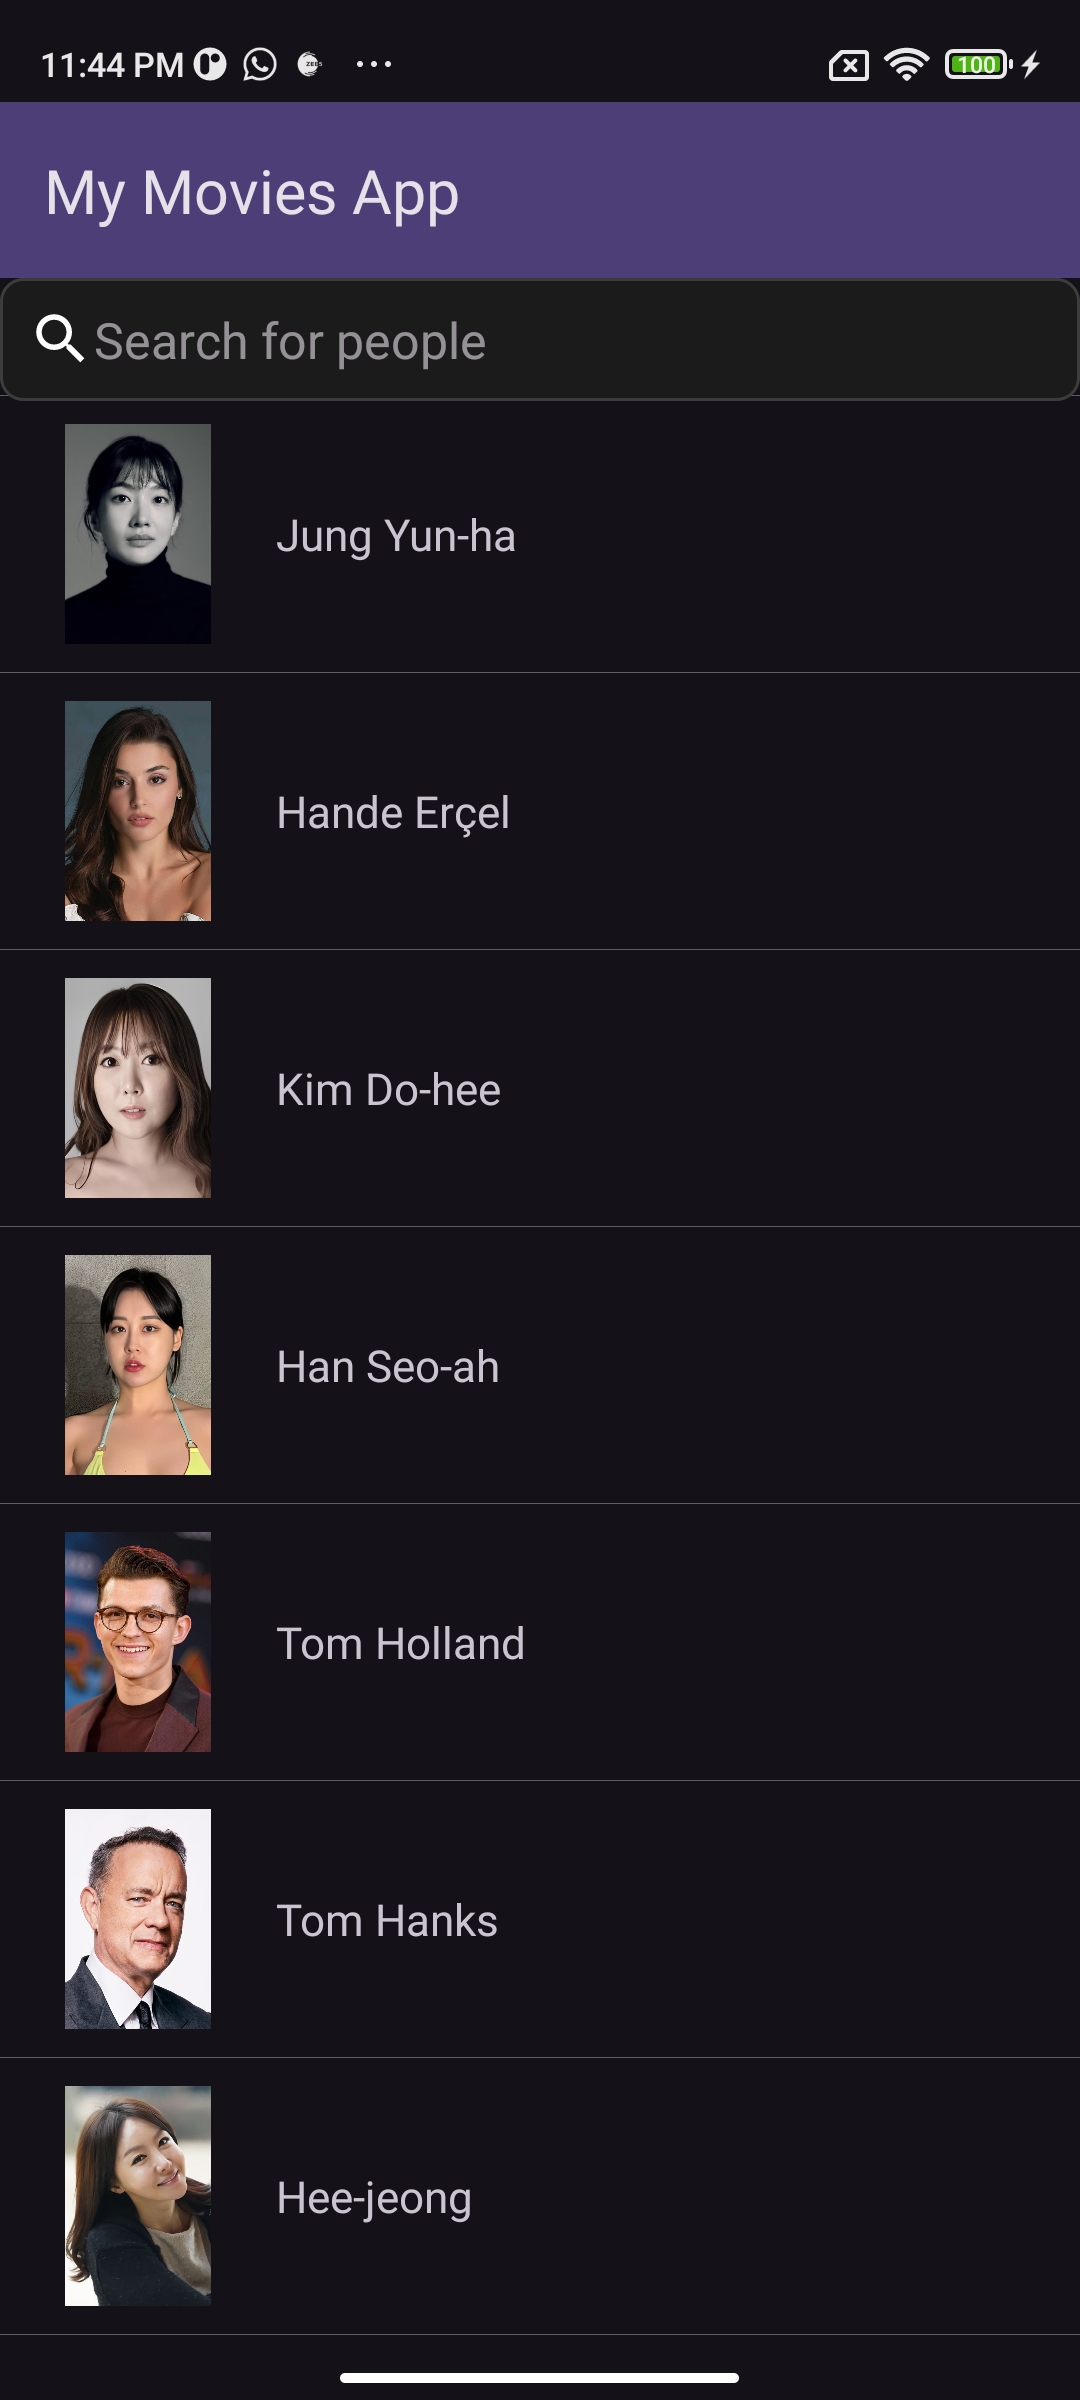 11:44 PM
100
My Movies App
Search for people
Jung Yun-ha
Hande Erçel
Kim Do-hee
Han Seo-ah
Tom Holland
Tom Hanks
Hee-jeong